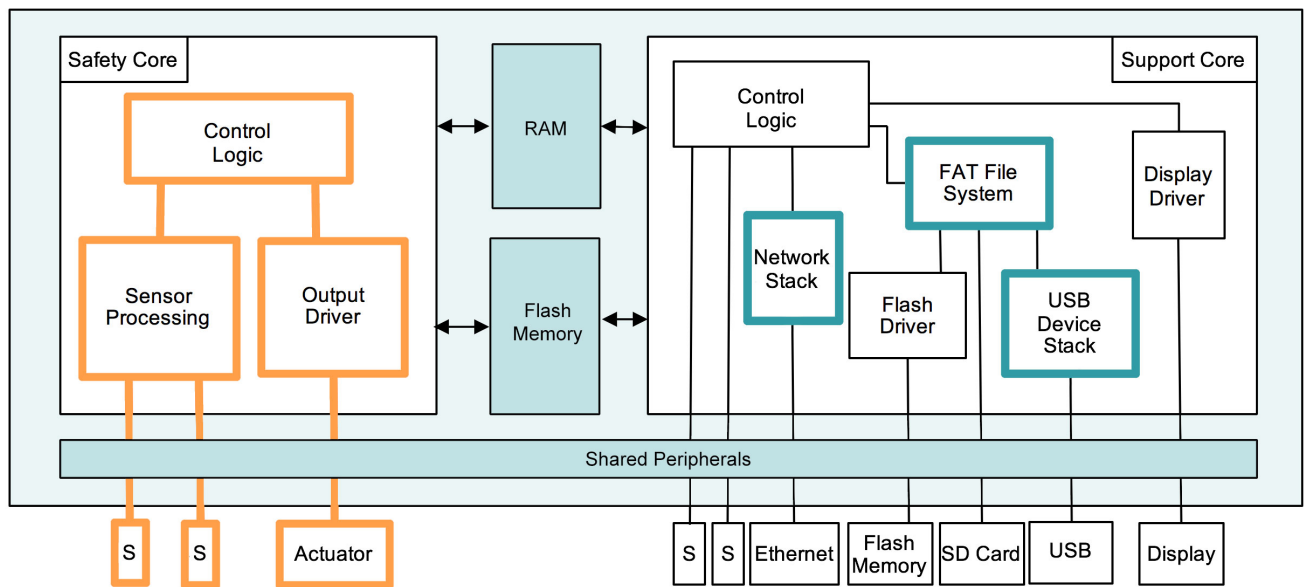 Safety Core
Control
Logic
Sensor
Processing
Output
Driver
RAM
Flash
Memory
Support Core
Control
Logic
FAT File
System
Display
Driver
Network
Stack
Flash
Driver
USB
Device
Stack
Shared Peripherals
S
S
Actuator
S
S
Ethernet
Flash
Memory
SD Card
USB
Display